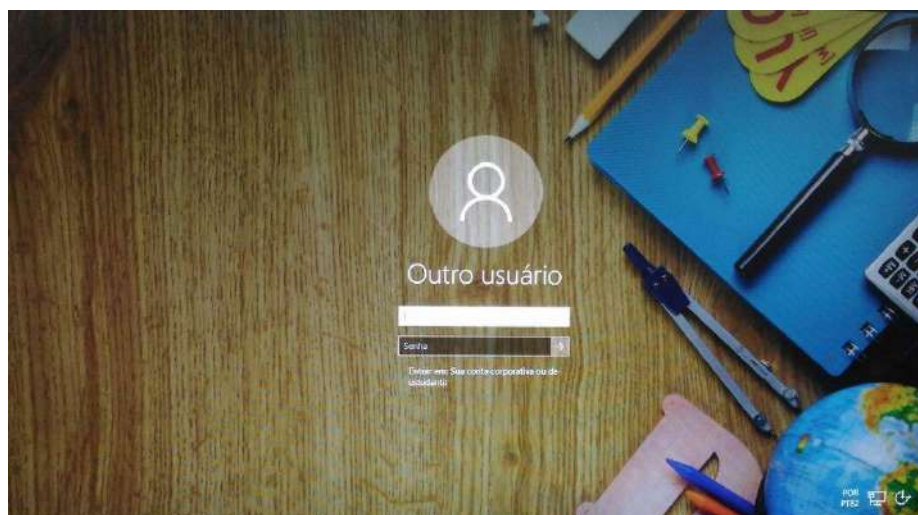 Outro usuário
Senha
Entrar em: Sua conta corporativa ou de
estudante
POR
PTB2